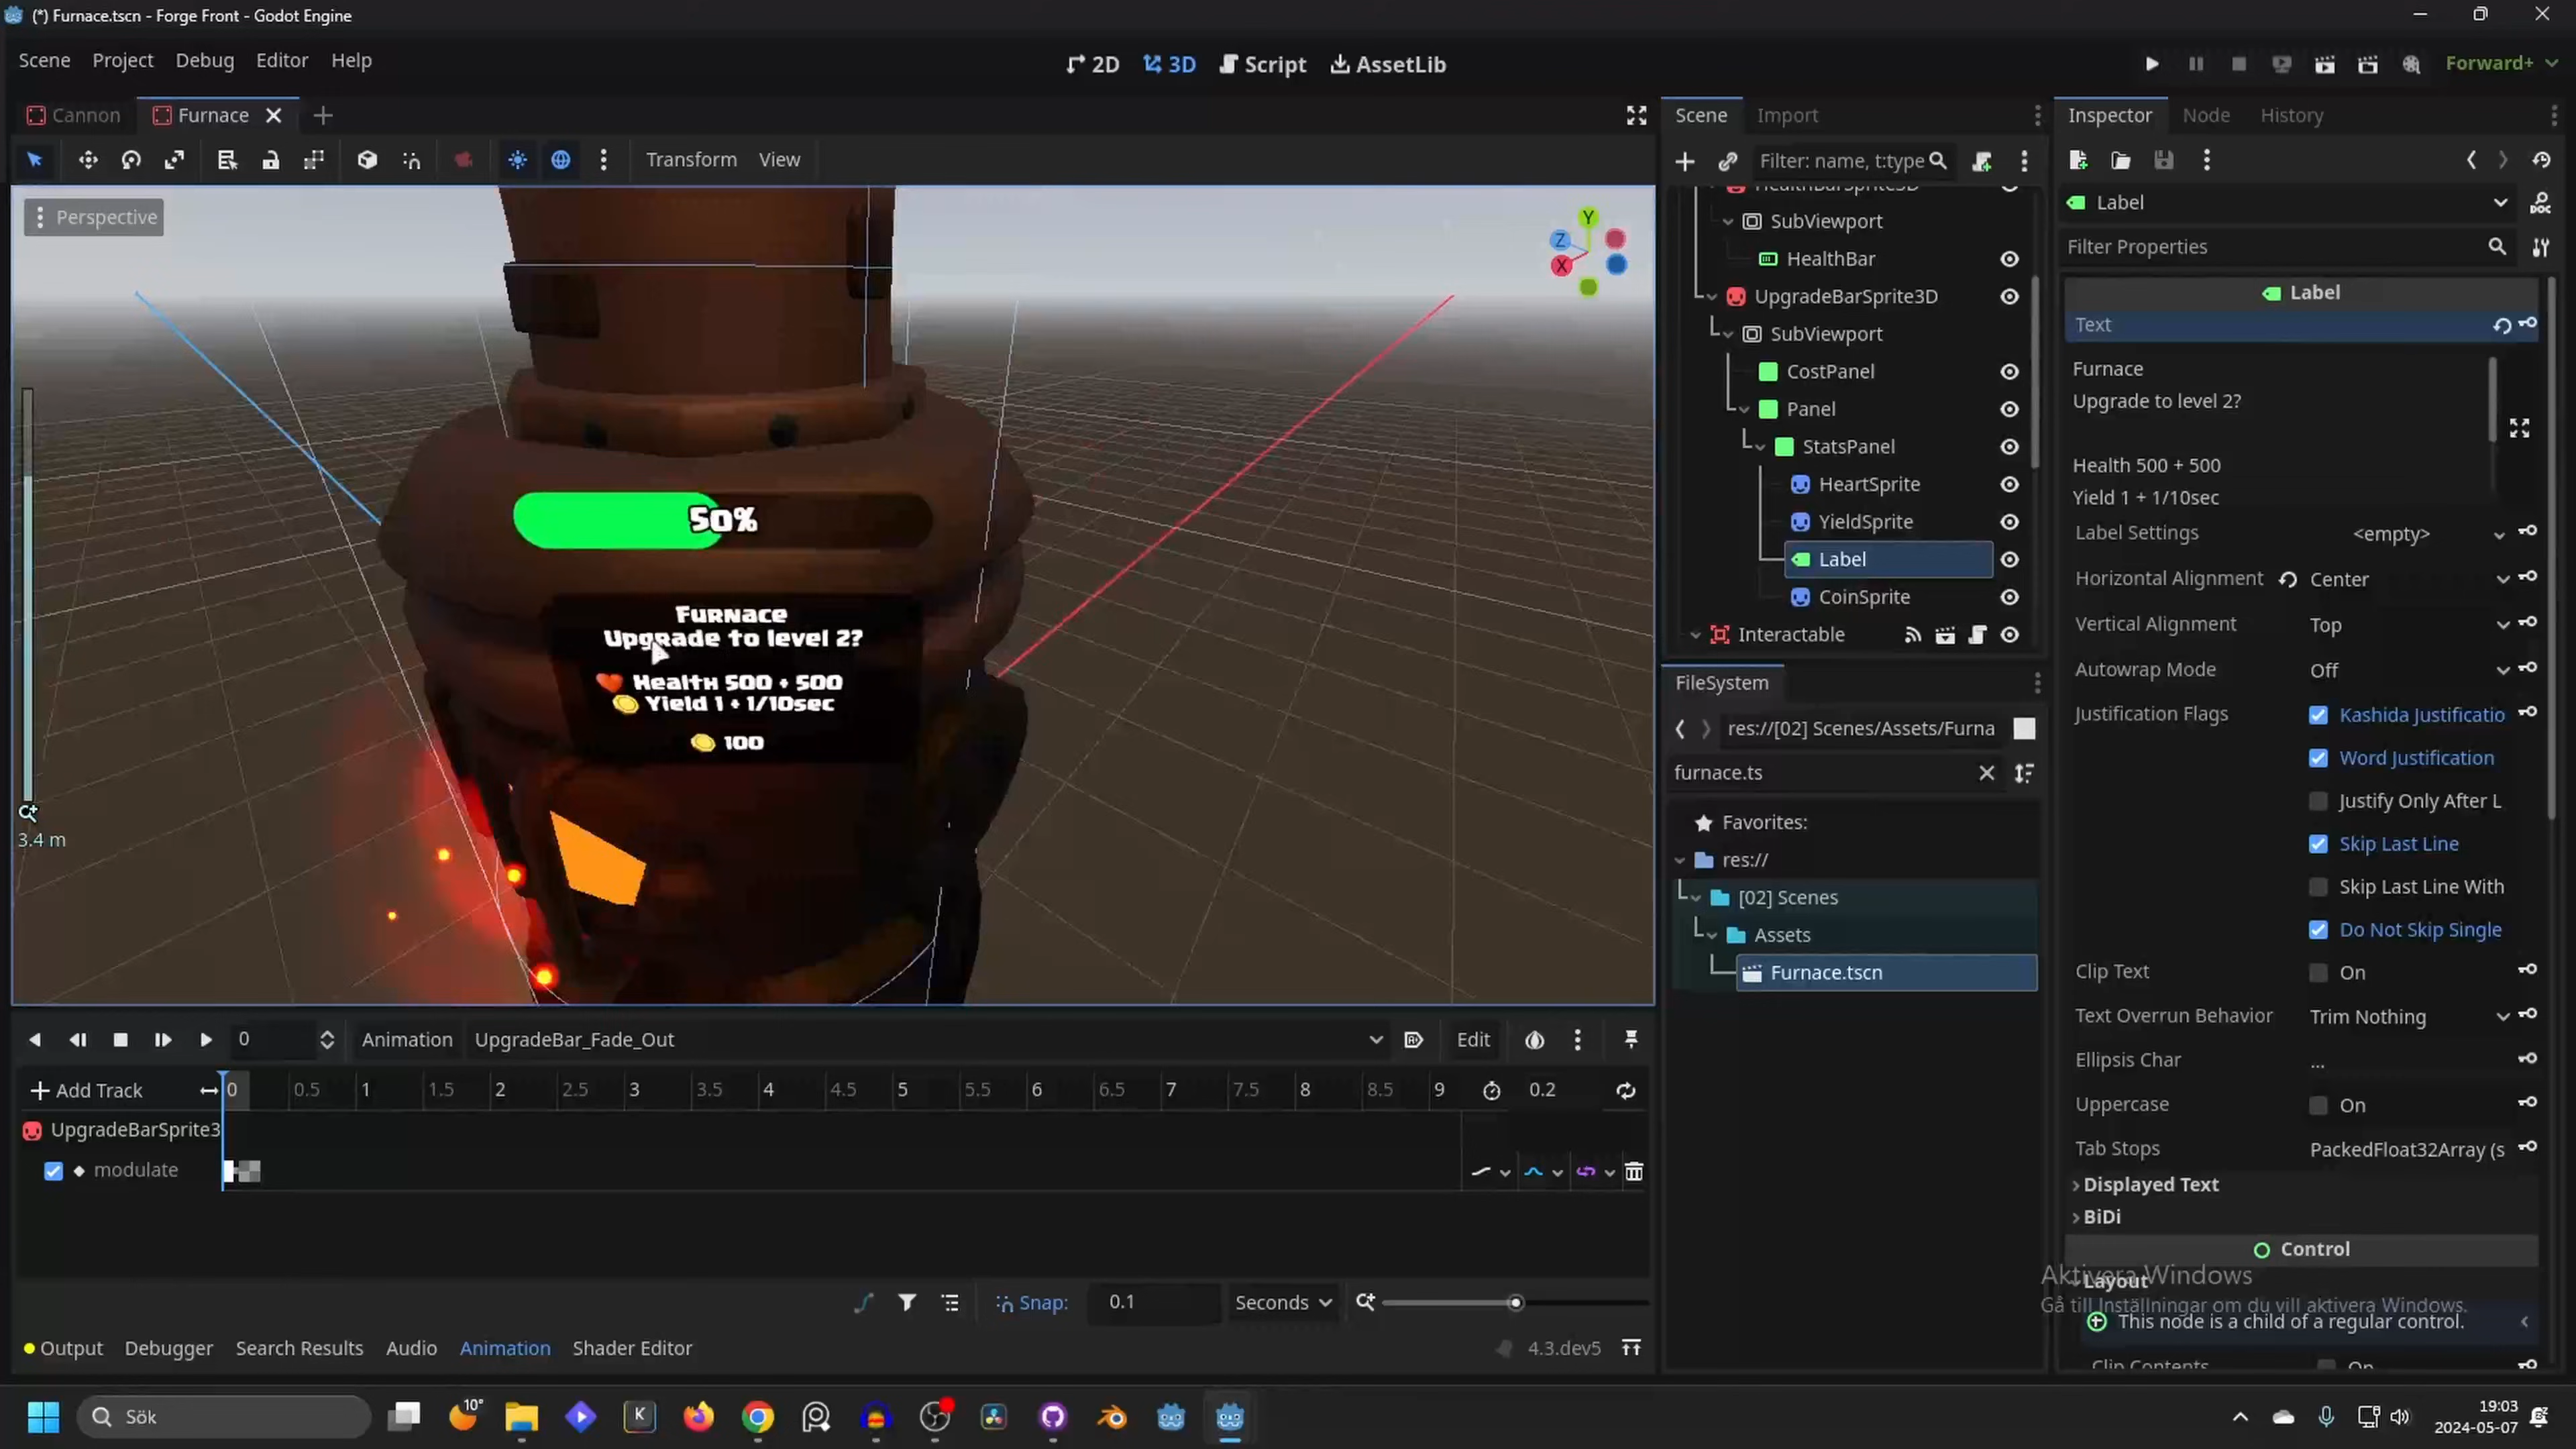 (*) Furnace.tscn - Forge Front - Godot Engine
Scene Project Debug Editor Help
2D 3D Script AssetLib
Forward+
Cannon Furnace
Transform View
Perspective
50%
Furnace
Upgrade to level 2?
Health 500 + 500
Yield 1 + 1/10sec
100
3.4 m
Y
Z
X
Scene Import
Filter: name, t:type
HealthBarSprite3D
SubViewport
HealthBar
UpgradeBarSprite3D
SubViewport
CostPanel
Panel
StatsPanel
HeartSprite
YieldSprite
Label
CoinSprite
Interactable
FileSystem
res://[02] Scenes/Assets/Furna
furnace.ts
Favorites:
res://
[02] Scenes
Assets
Furnace.tscn
Inspector Node History
Label
DOC
Filter Properties
Label
Text
Furnace
Upgrade to level 2?
Health 500 + 500
Yield 1 + 1/10sec
Label Settings <empty>
Horizontal Alignment Center
Vertical Alignment Top
Autowrap Mode Off
Justification Flags Kashida Justificatio
Word Justification
Justify Only After L
Skip Last Line
Skip Last Line With
Do Not Skip Single
Clip Text On
Text Overrun Behavior Trim Nothing
Ellipsis Char ...
Uppercase On
Tab Stops PackedFloat32Array (s
Displayed Text
BiDi
Control
Layout
Aktivera Windows
Gå till Inställningar om du vill aktivera Windows.
This node is a child of a regular control.
Clip Contents On
0 Animation UpgradeBar_Fade_Out Edit
Add Track 0 0.5 1 1.5 2 2.5 3 3.5 4 4.5 5 5.5 6 6.5 7 7.5 8 8.5 9 0.2
UpgradeBarSprite3
modulate
Snap: 0.1 Seconds
Output Debugger Search Results Audio Animation Shader Editor 4.3.dev5
Sök
10°
K
19:03
2024-05-07